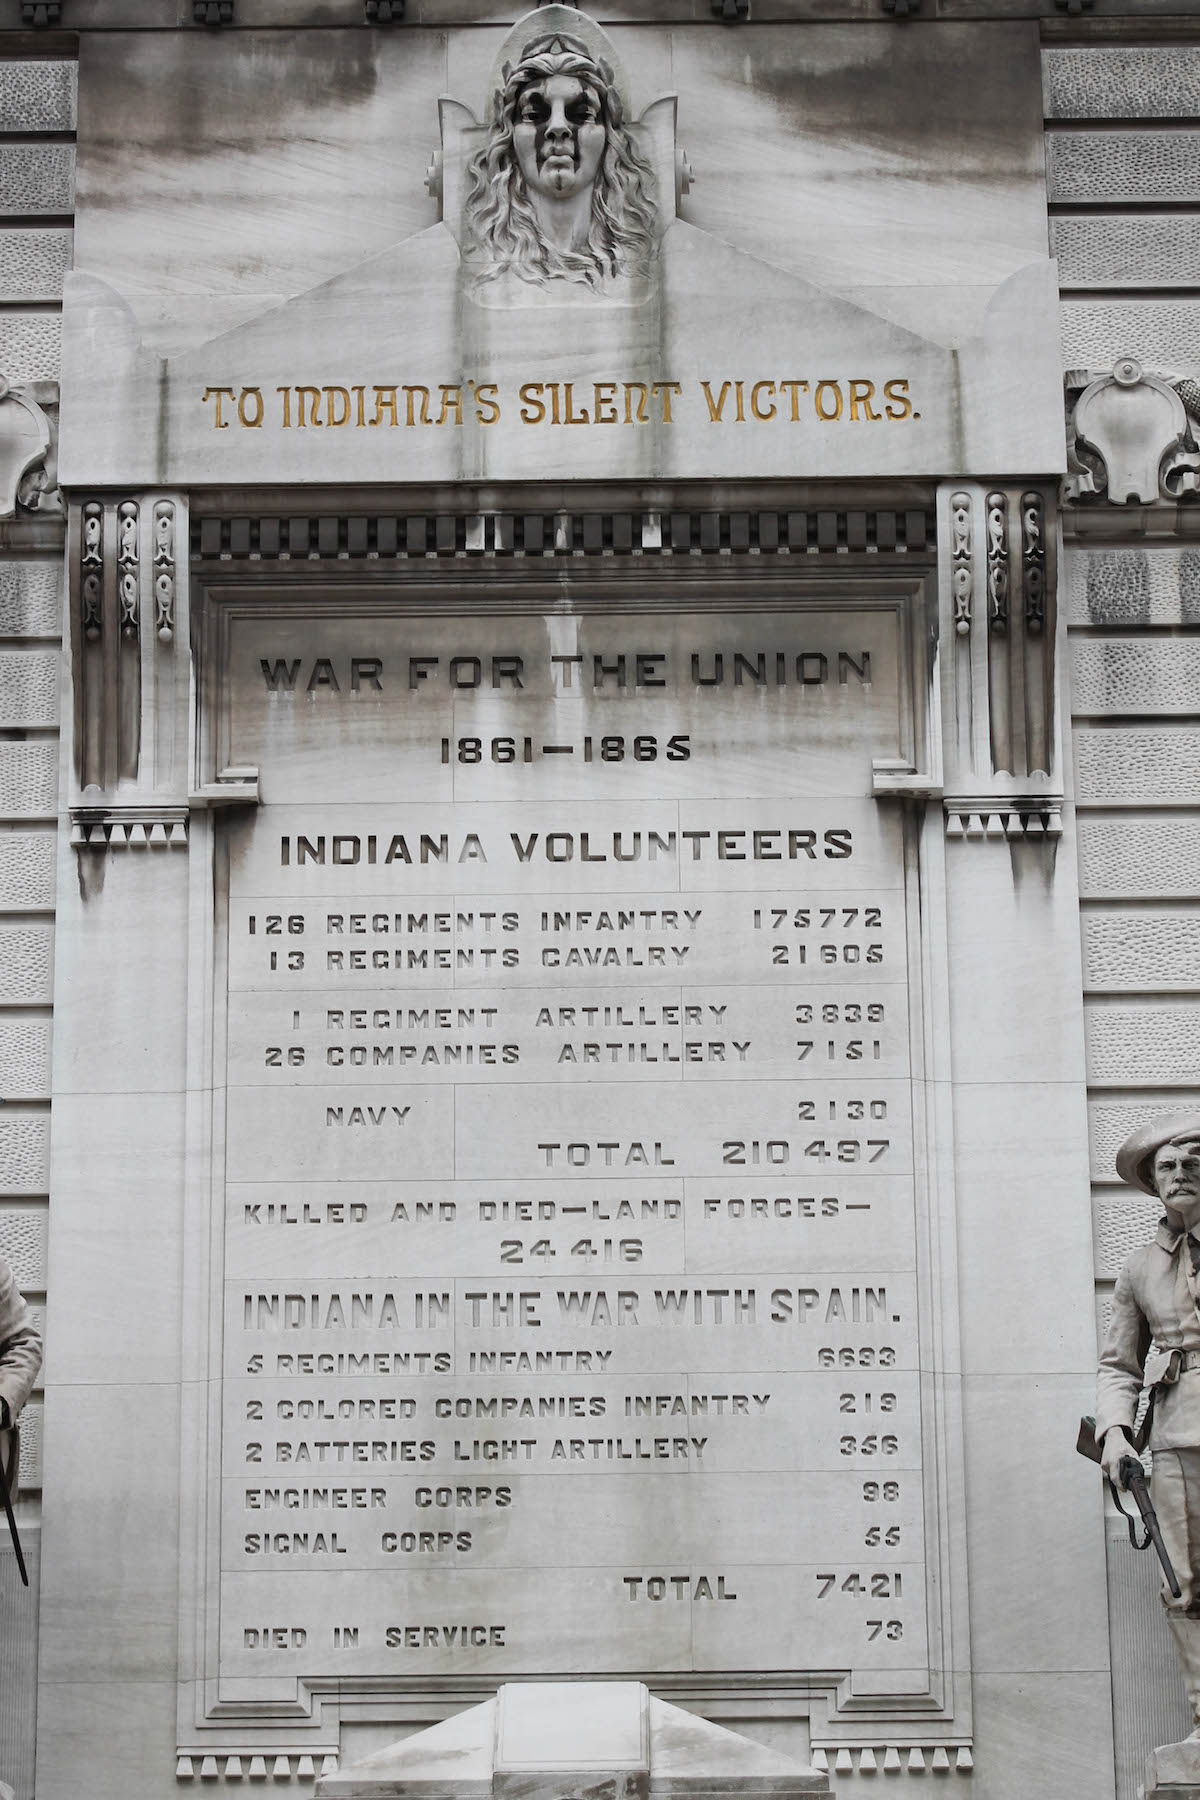 TO INDIANA'S SILENT VICTORS.
WAR FOR THE UNION
1861—1865
INDIANA VOLUNTEERS
126 REGIMENTS INFANTRY 175772
13 REGIMENTS CAVALRY 21605
1 REGIMENT ARTILLERY 3839
26 COMPANIES ARTILLERY 7151
NAVY 2130
TOTAL 210497
KILLED AND DIED—LAND FORCES—
24416
INDIANA IN THE WAR WITH SPAIN.
5 REGIMENTS INFANTRY 6693
2 COLORED COMPANIES INFANTRY 219
2 BATTERIES LIGHT ARTILLERY 356
ENGINEER CORPS 98
SIGNAL CORPS 55
TOTAL 7421
DIED IN SERVICE 73